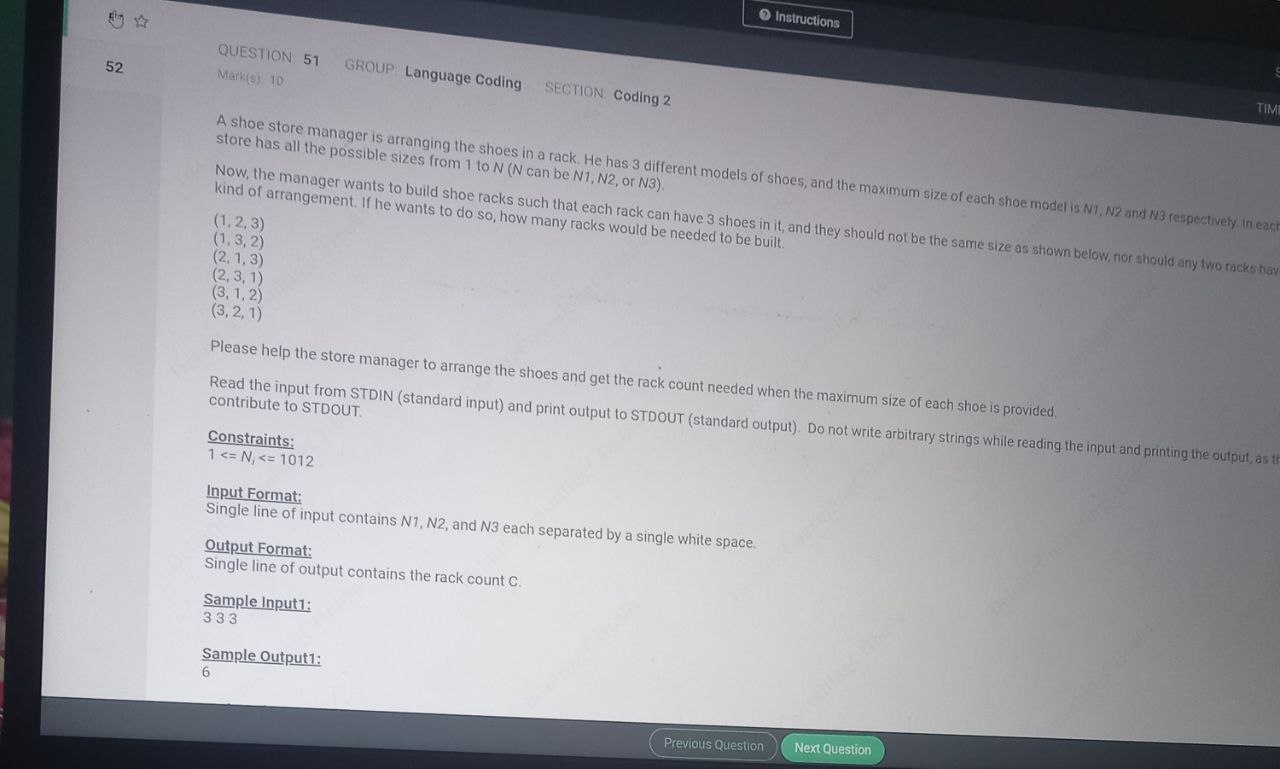 Instructions
52
QUESTION: 51 GROUP: Language Coding SECTION: Coding 2
Mark(s): 10
TIM
A shoe store manager is arranging the shoes in a rack. He has 3 different models of shoes, and the maximum size of each shoe model is N1, N2 and N3 respectively. In each
store has all the possible sizes from 1 to N (N can be N1, N2, or N3).
Now, the manager wants to build shoe racks such that each rack can have 3 shoes in it, and they should not be the same size as shown below, nor should any two racks hav
kind of arrangement. If he wants to do so, how many racks would be needed to be built.
(1, 2, 3)
(1, 3, 2)
(2, 1, 3)
(2, 3, 1)
(3, 1, 2)
(3, 2, 1)
Please help the store manager to arrange the shoes and get the rack count needed when the maximum size of each shoe is provided.
Read the input from STDIN (standard input) and print output to STDOUT (standard output). Do not write arbitrary strings while reading the input and printing the output, as th
contribute to STDOUT.
Constraints:
1 <= Ni <= 1012
Input Format:
Single line of input contains N1, N2, and N3 each separated by a single white space.
Output Format:
Single line of output contains the rack count C.
Sample Input1:
3 3 3
Sample Output1:
6
Previous Question Next Question